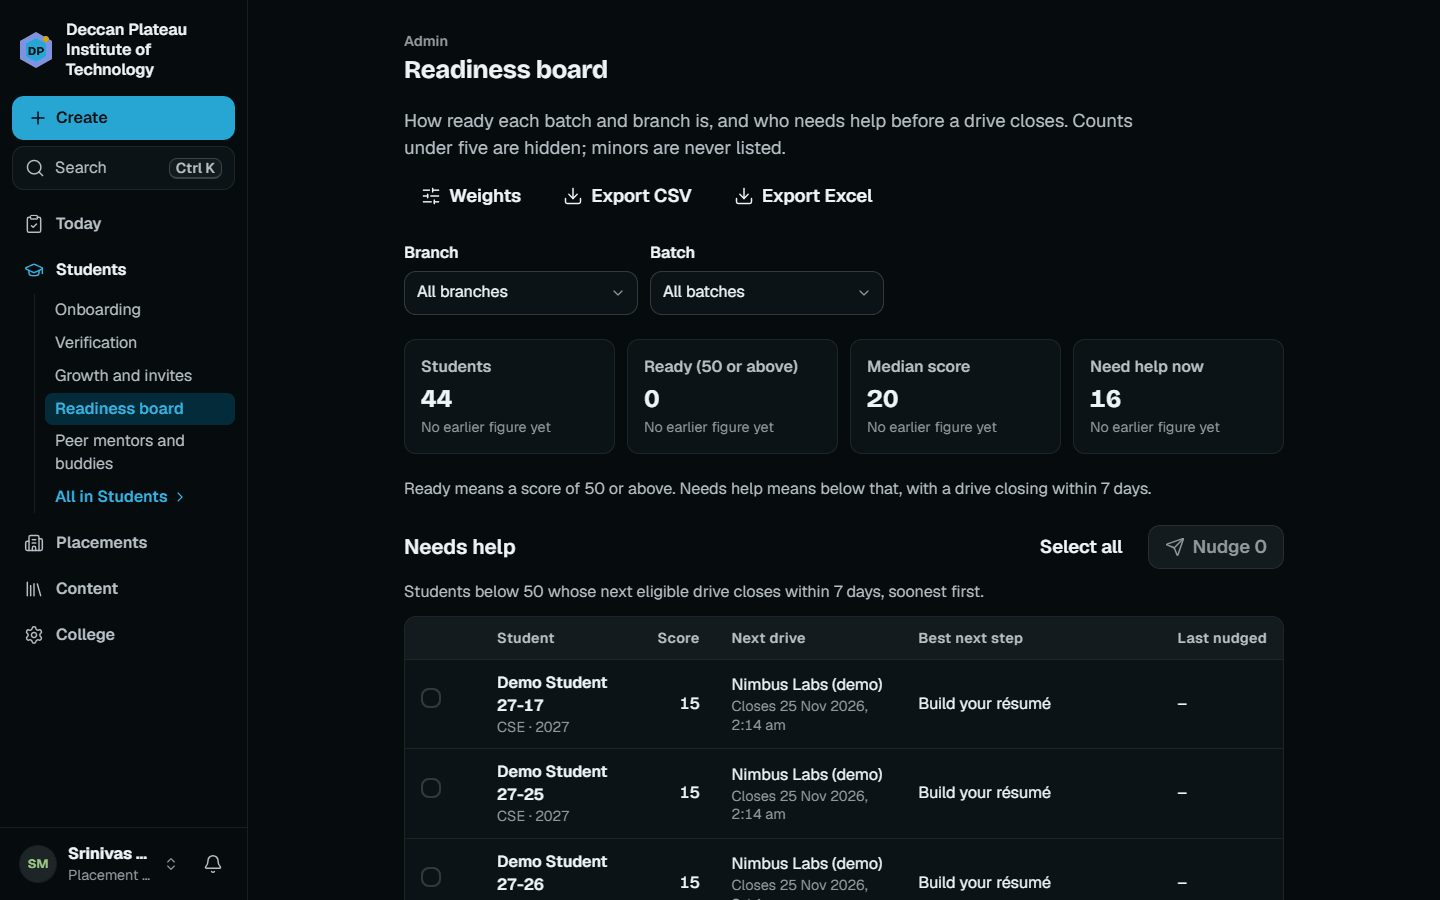 Deccan Plateau
Institute of
Technology
DP
Create
Search
Ctrl K
Today
Students
Onboarding
Verification
Growth and invites
Readiness board
Peer mentors and
buddies
All in Students
Placements
Content
College
SM
Srinivas ...
Placement ...
Admin
Readiness board
How ready each batch and branch is, and who needs help before a drive closes. Counts
under five are hidden; minors are never listed.
Weights
Export CSV
Export Excel
Branch
Batch
All branches
All batches
Students
44
No earlier figure yet
Ready (50 or above)
0
No earlier figure yet
Median score
20
No earlier figure yet
Need help now
16
No earlier figure yet
Ready means a score of 50 or above. Needs help means below that, with a drive closing within 7 days.
Needs help
Select all
Nudge 0
Students below 50 whose next eligible drive closes within 7 days, soonest first.
Student Score Next drive Best next step Last nudged
Demo Student
27-17
CSE · 2027
15
Nimbus Labs (demo)
Closes 25 Nov 2026,
2:14 am
Build your résumé
–
Demo Student
27-25
CSE · 2027
15
Nimbus Labs (demo)
Closes 25 Nov 2026,
2:14 am
Build your résumé
–
Demo Student
27-26
15
Nimbus Labs (demo)
Closes 25 Nov 2026,
Build your résumé
–